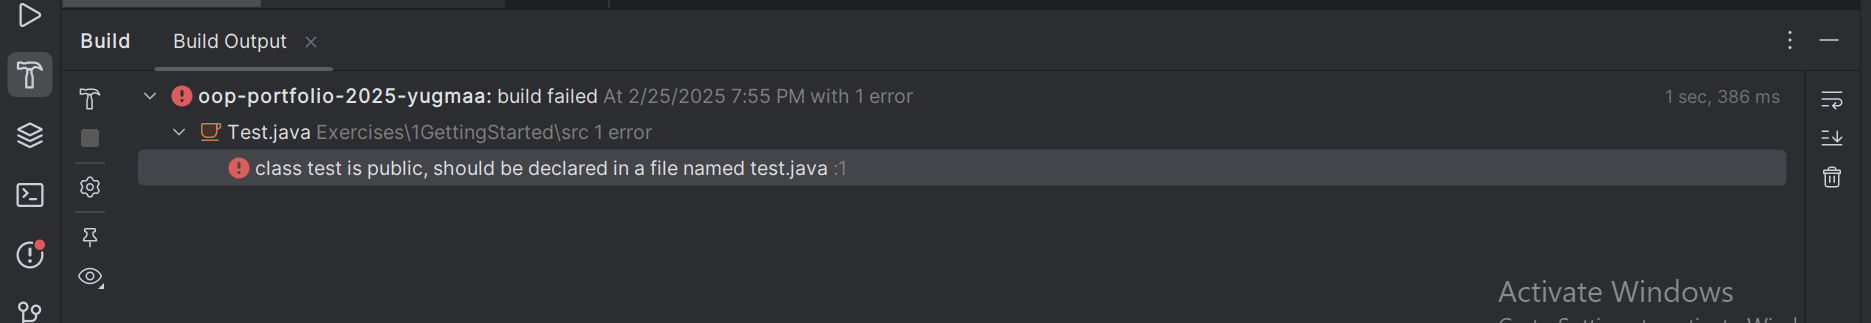 Build Build Output
oop-portfolio-2025-yugmaa: build failed At 2/25/2025 7:55 PM with 1 error 1 sec, 386 ms
Test.java Exercises\1GettingStarted\src 1 error
class test is public, should be declared in a file named test.java :1
Activate Windows